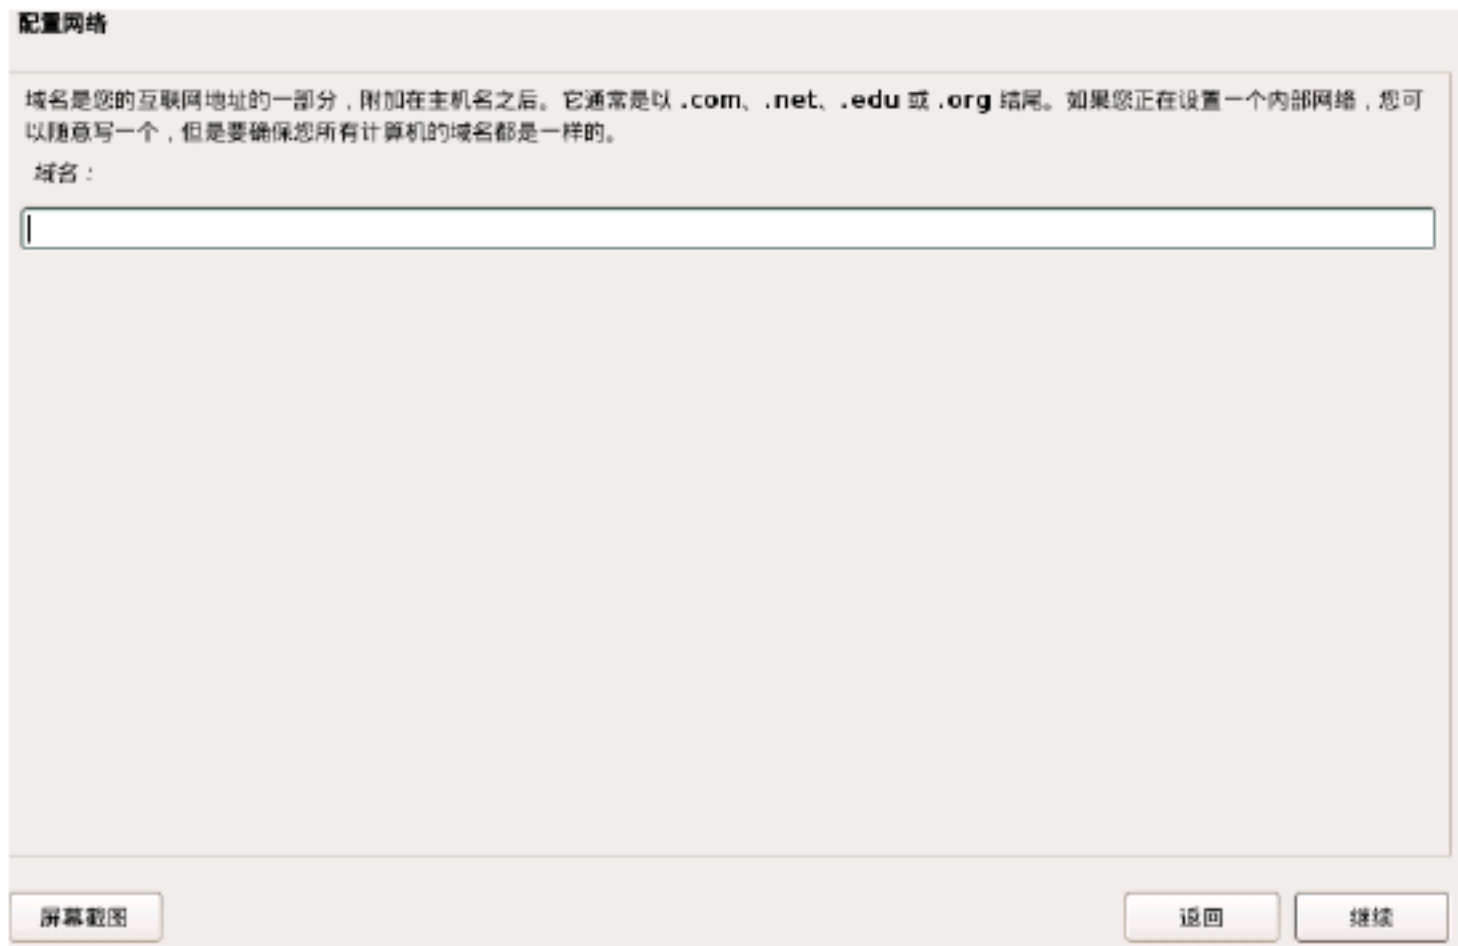 配置网络
域名是您的互联网地址的一部分，附加在主机名之后。它通常是以 .com、.net、.edu 或 .org 结尾。如果您正在设置一个内部网络，您可
以随意写一个，但是要确保您所有计算机的域名都是一样的。
域名：
屏幕截图
返回
继续